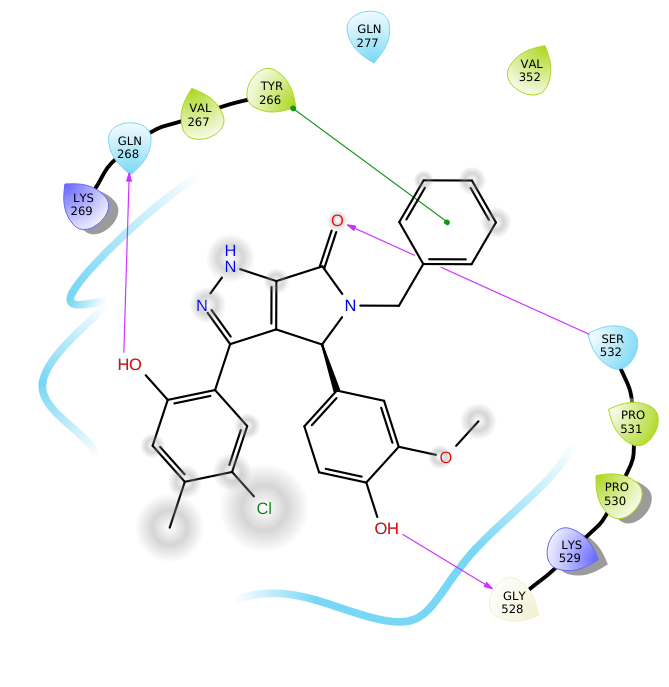 GLN
277
VAL
352
TYR
266
VAL
267
GLN
268
LYS
269
O
H
N
N
N
HO
SER
532
PRO
531
O
PRO
530
Cl
OH
LYS
529
GLY
528